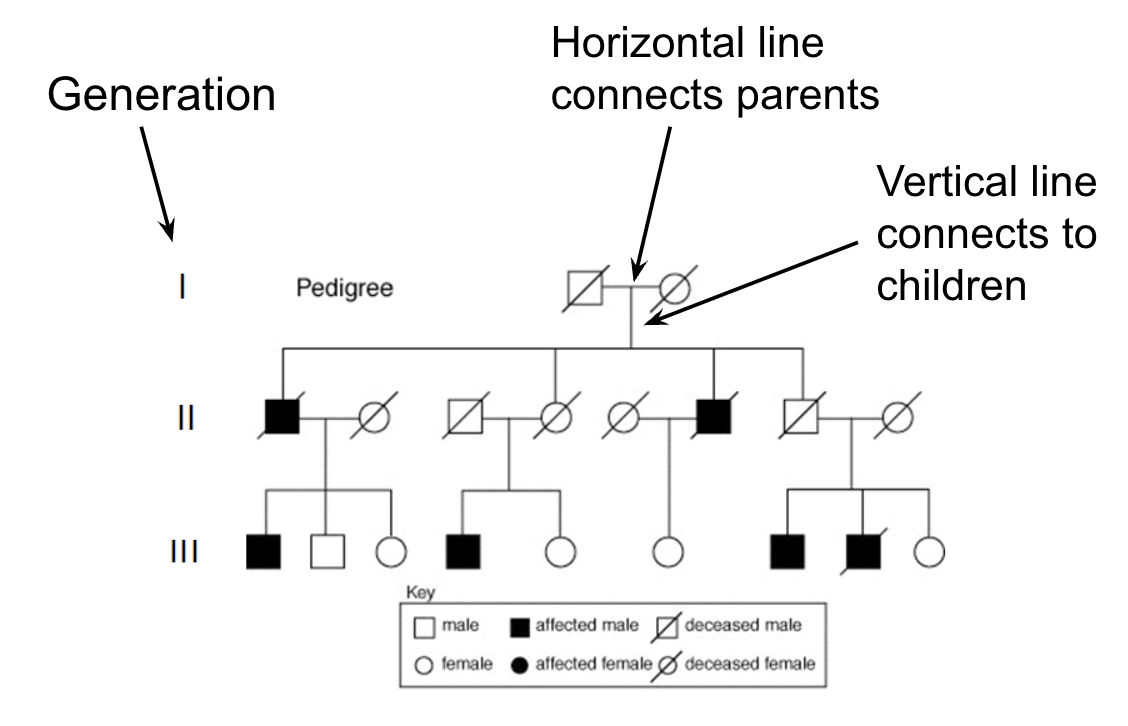 Horizontal line
connects parents
Generation
Vertical line
connects to
children
I
Pedigree
II
III
Key
male
affected male
deceased male
female
affected female
deceased female